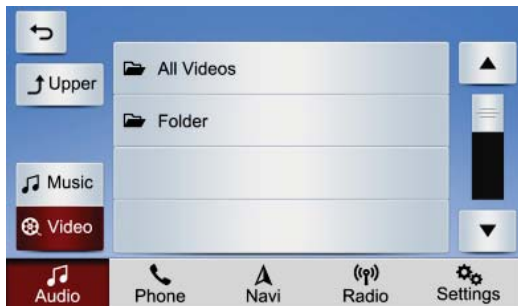 Upper
All Videos
Folder
Music
Video
Audio
Phone
Navi
Radio
Settings